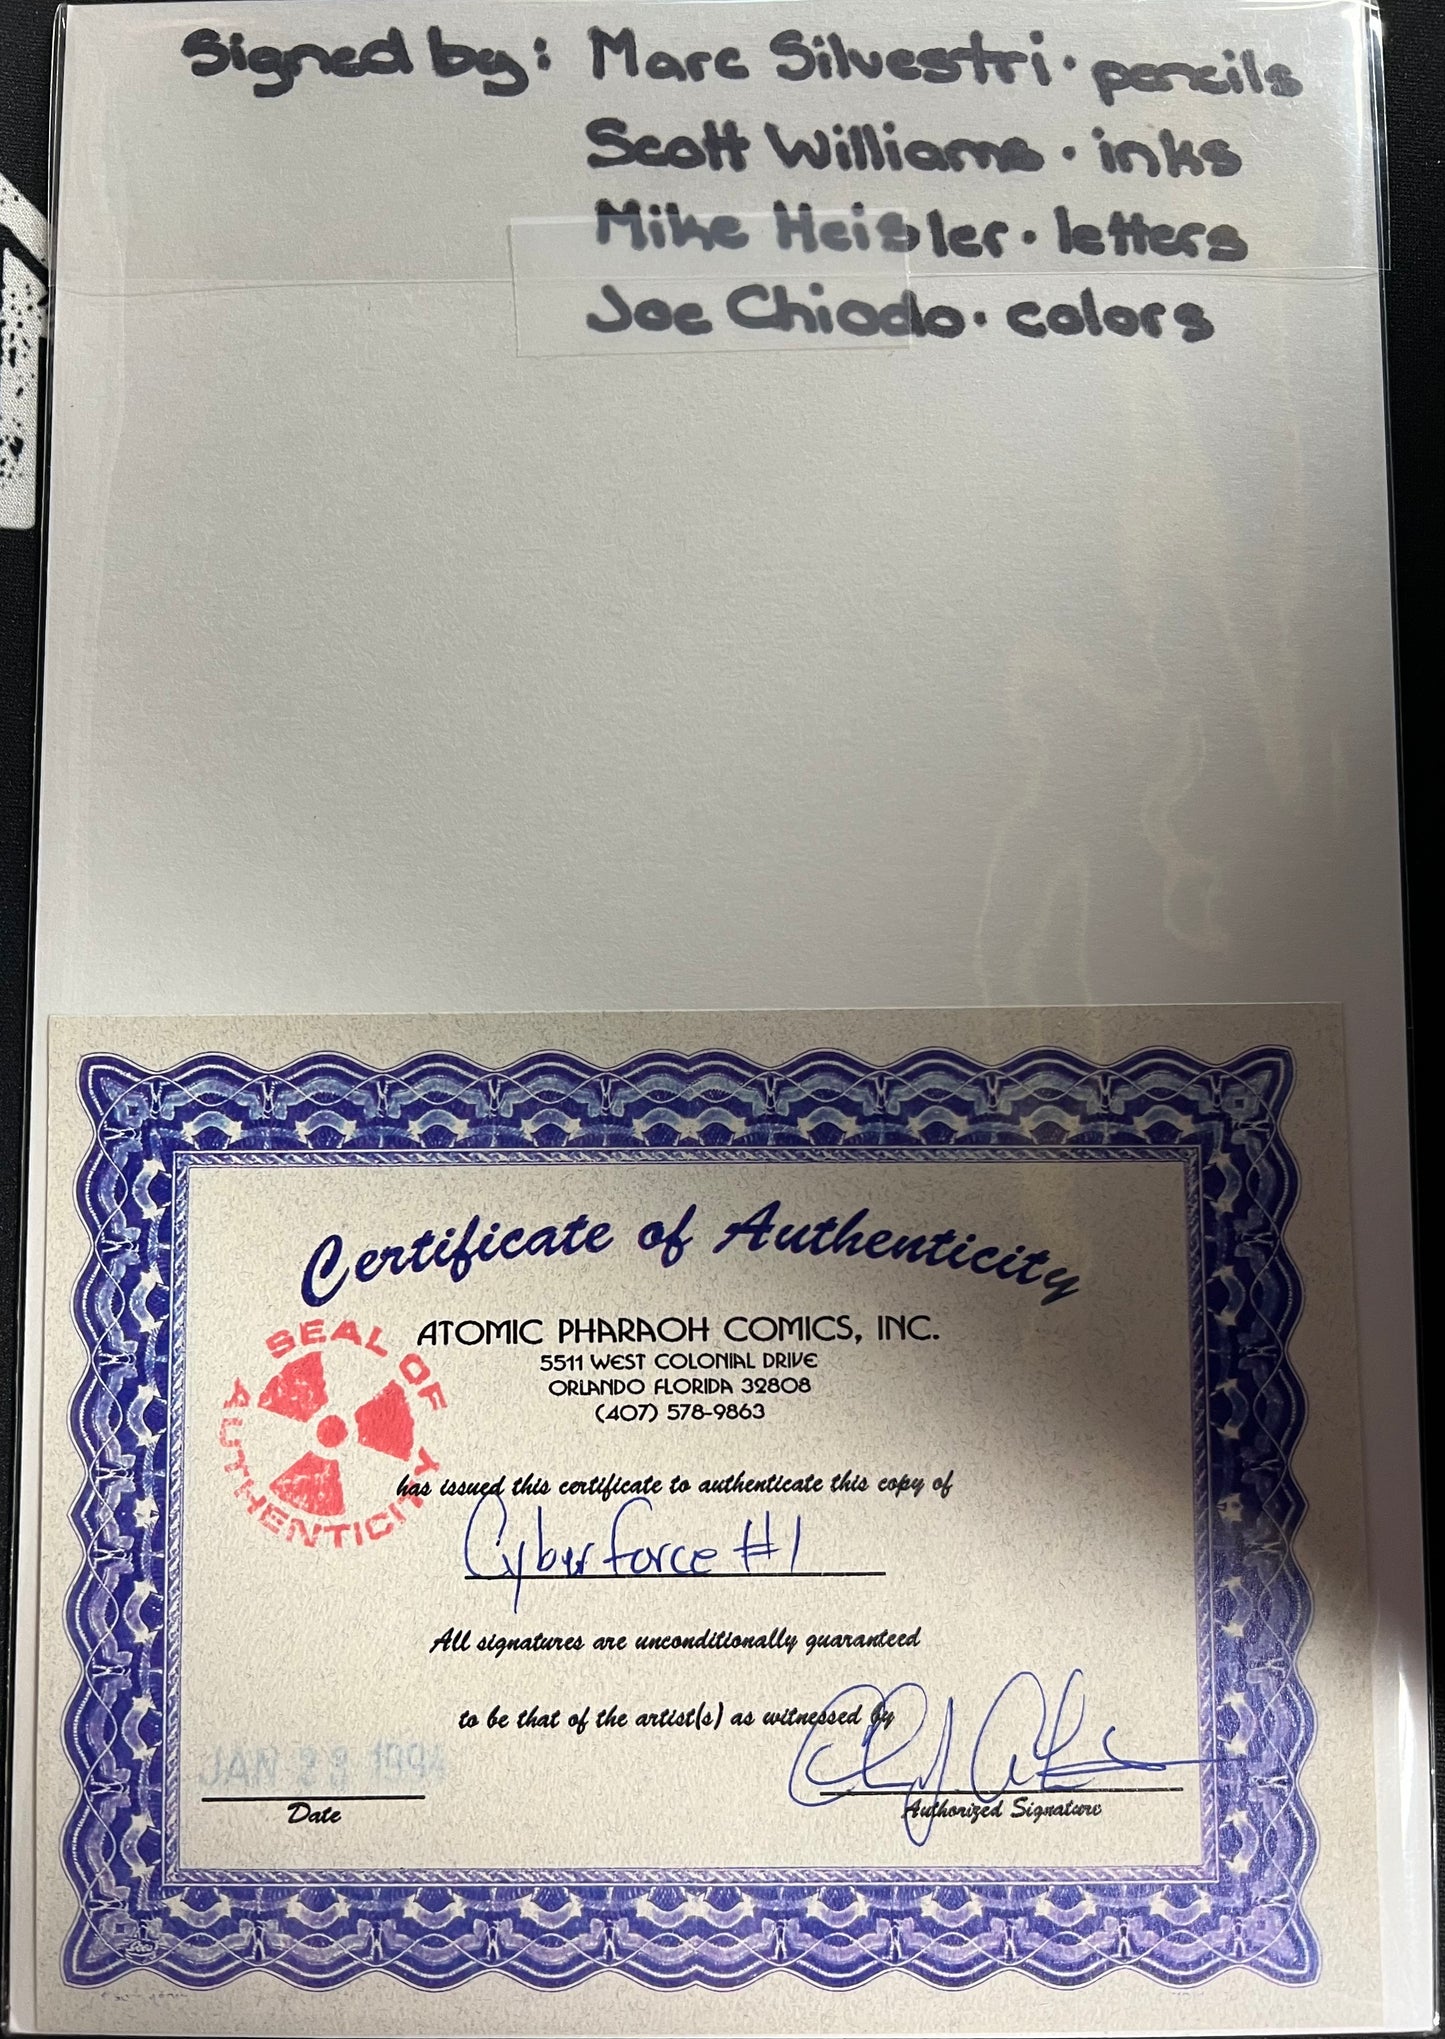 Signed by: Marc Silvestri · pencils
Scott Williams · inks
Mike Heisler · letters
Joe Chiodo · colors
Certificate of Authenticity
SEAL OF AUTHENTICITY
ATOMIC PHARAOH COMICS, INC.
5511 WEST COLONIAL DRIVE
ORLANDO FLORIDA 32808
(407) 578-9863
has issued this certificate to authenticate this copy of
Cyberforce #1
All signatures are unconditionally guaranteed
to be that of the artist(s) as witnessed by
JAN
Date
Authorized Signature